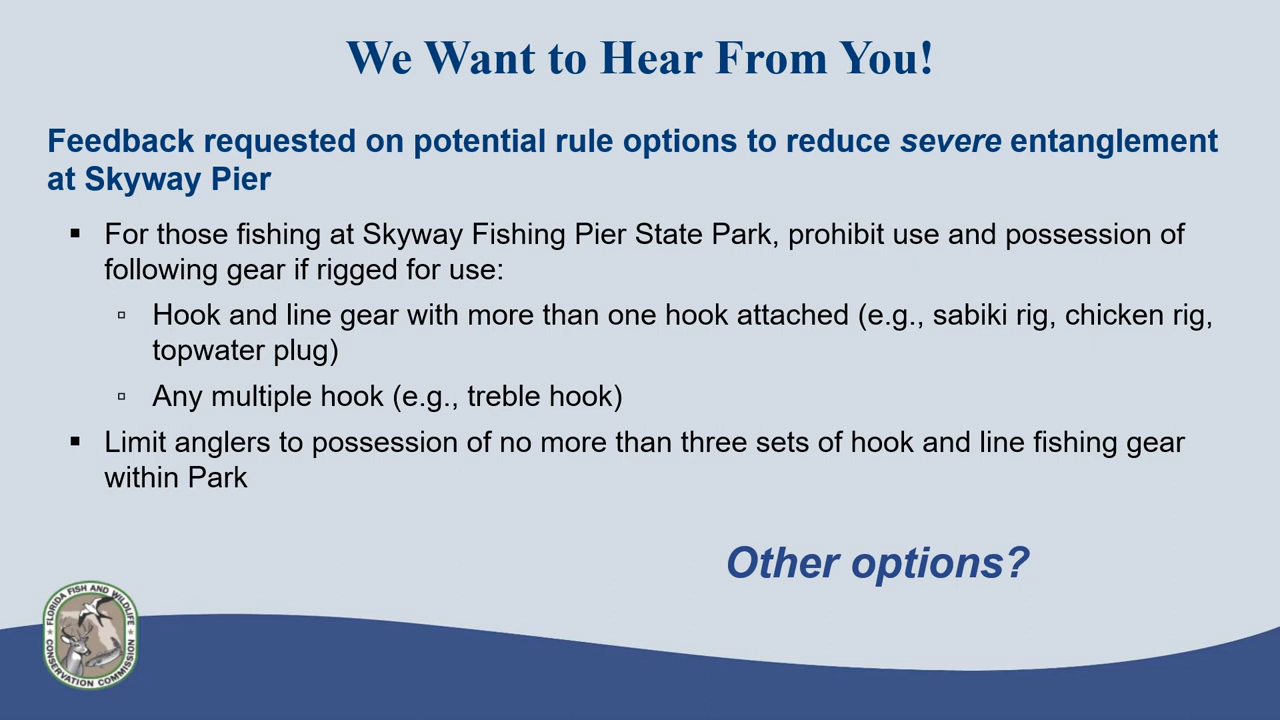 We Want to Hear From You!
Feedback requested on potential rule options to reduce severe entanglement
at Skyway Pier
▪ For those fishing at Skyway Fishing Pier State Park, prohibit use and possession of
following gear if rigged for use:
▫ Hook and line gear with more than one hook attached (e.g., sabiki rig, chicken rig,
topwater plug)
▫ Any multiple hook (e.g., treble hook)
▪ Limit anglers to possession of no more than three sets of hook and line fishing gear
within Park
Other options?
FLORIDA FISH AND WILDLIFE
CONSERVATION COMMISSION